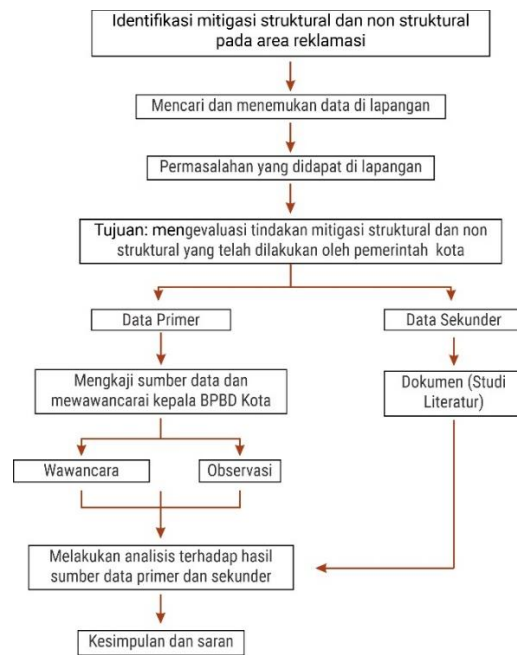 Identifikasi mitigasi struktural dan non struktural
pada area reklamasi
Mencari dan menemukan data di lapangan
Permasalahan yang didapat di lapangan
Tujuan: mengevaluasi tindakan mitigasi struktural dan non
struktural yang telah dilakukan oleh pemerintah kota
Data Primer
Data Sekunder
Mengkaji sumber data dan
mewawancarai kepala BPBD Kota
Dokumen (Studi
Literatur)
Wawancara
Observasi
Melakukan analisis terhadap hasil
sumber data primer dan sekunder
Kesimpulan dan saran